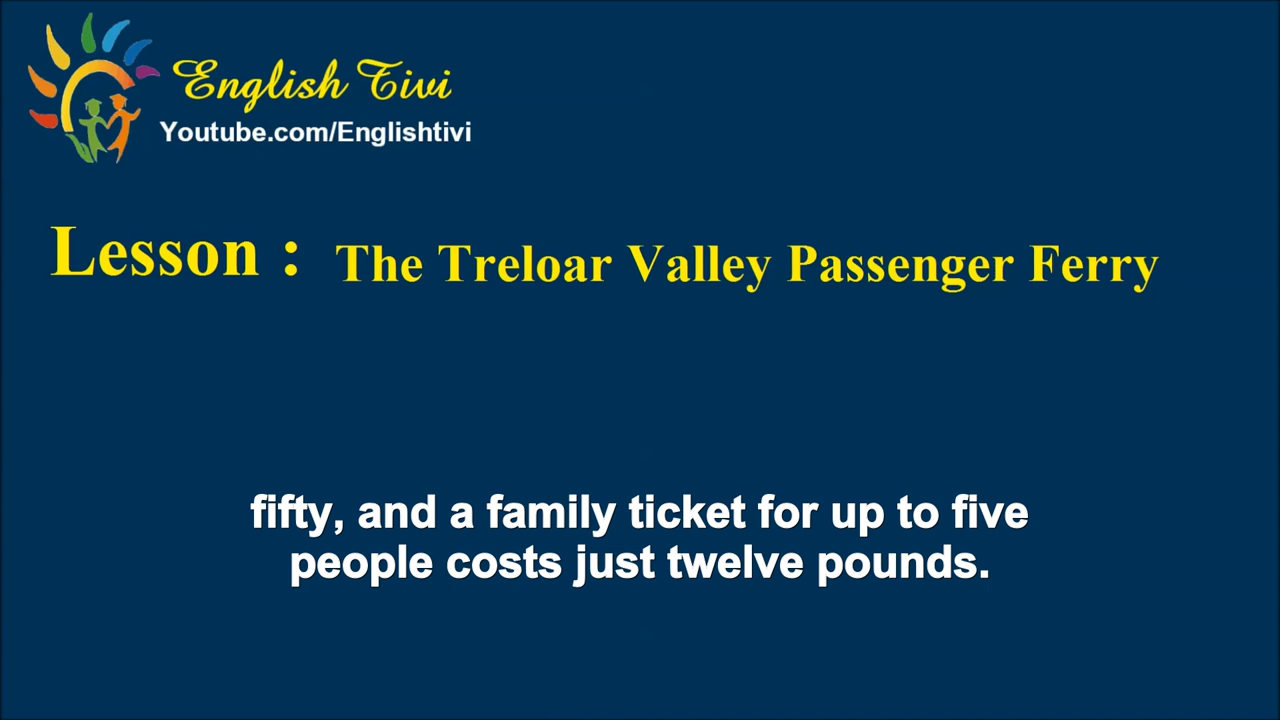 English Tivi
Youtube.com/Englishtivi
Lesson : The Treloar Valley Passenger Ferry
fifty, and a family ticket for up to five
people costs just twelve pounds.